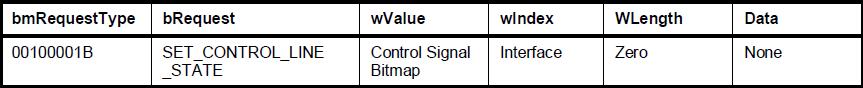 bmRequestType bRequest wValue wIndex WLength Data
00100001B SET_CONTROL_LINE Control Signal Interface Zero None
_STATE Bitmap